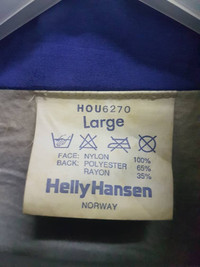 HOU6270
Large
FACE: NYLON 100%
BACK: POLYESTER 65%
RAYON 35%
Helly Hansen
NORWAY